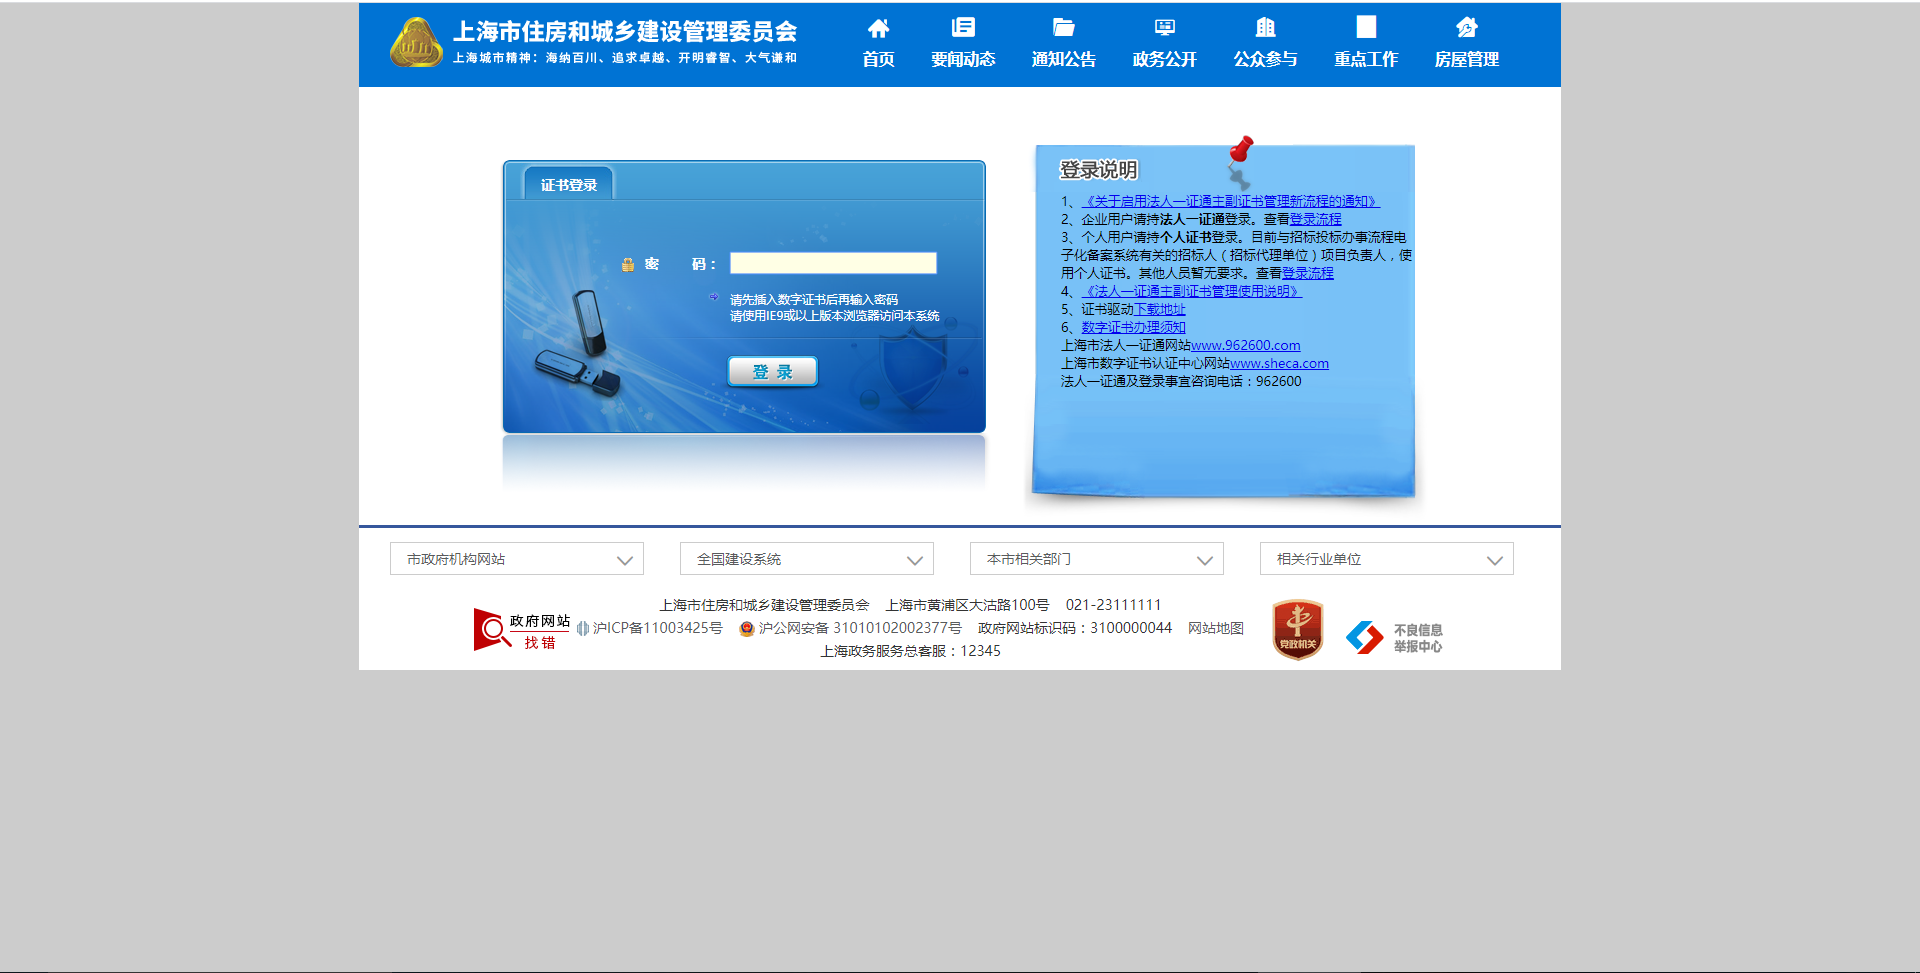 上海市住房和城乡建设管理委员会
上海城市精神：海纳百川、追求卓越、开明睿智、大气谦和
首页
要闻动态
通知公告
政务公开
公众参与
重点工作
房屋管理
证书登录
密 码：
请先插入数字证书后再输入密码
请使用IE9或以上版本浏览器访问本系统
登 录
登录说明
1、《关于启用法人一证通主副证书管理新流程的通知》
2、企业用户请持法人一证通登录。查看登录流程
3、个人用户请持个人证书登录。目前与招标投标办事流程电
子化备案系统有关的招标人（招标代理单位）项目负责人，使
用个人证书。其他人员暂无要求。查看登录流程
4、《法人一证通主副证书管理使用说明》
5、证书驱动下载地址
6、数字证书办理须知
上海市法人一证通网站www.962600.com
上海市数字证书认证中心网站www.sheca.com
法人一证通及登录事宜咨询电话：962600
市政府机构网站
全国建设系统
本市相关部门
相关行业单位
政府网站
找错
上海市住房和城乡建设管理委员会 上海市黄浦区大沽路100号 021-23111111
沪ICP备11003425号 沪公网安备 31010102002377号 政府网站标识码：3100000044 网站地图
上海政务服务总客服：12345
党政机关
不良信息
举报中心